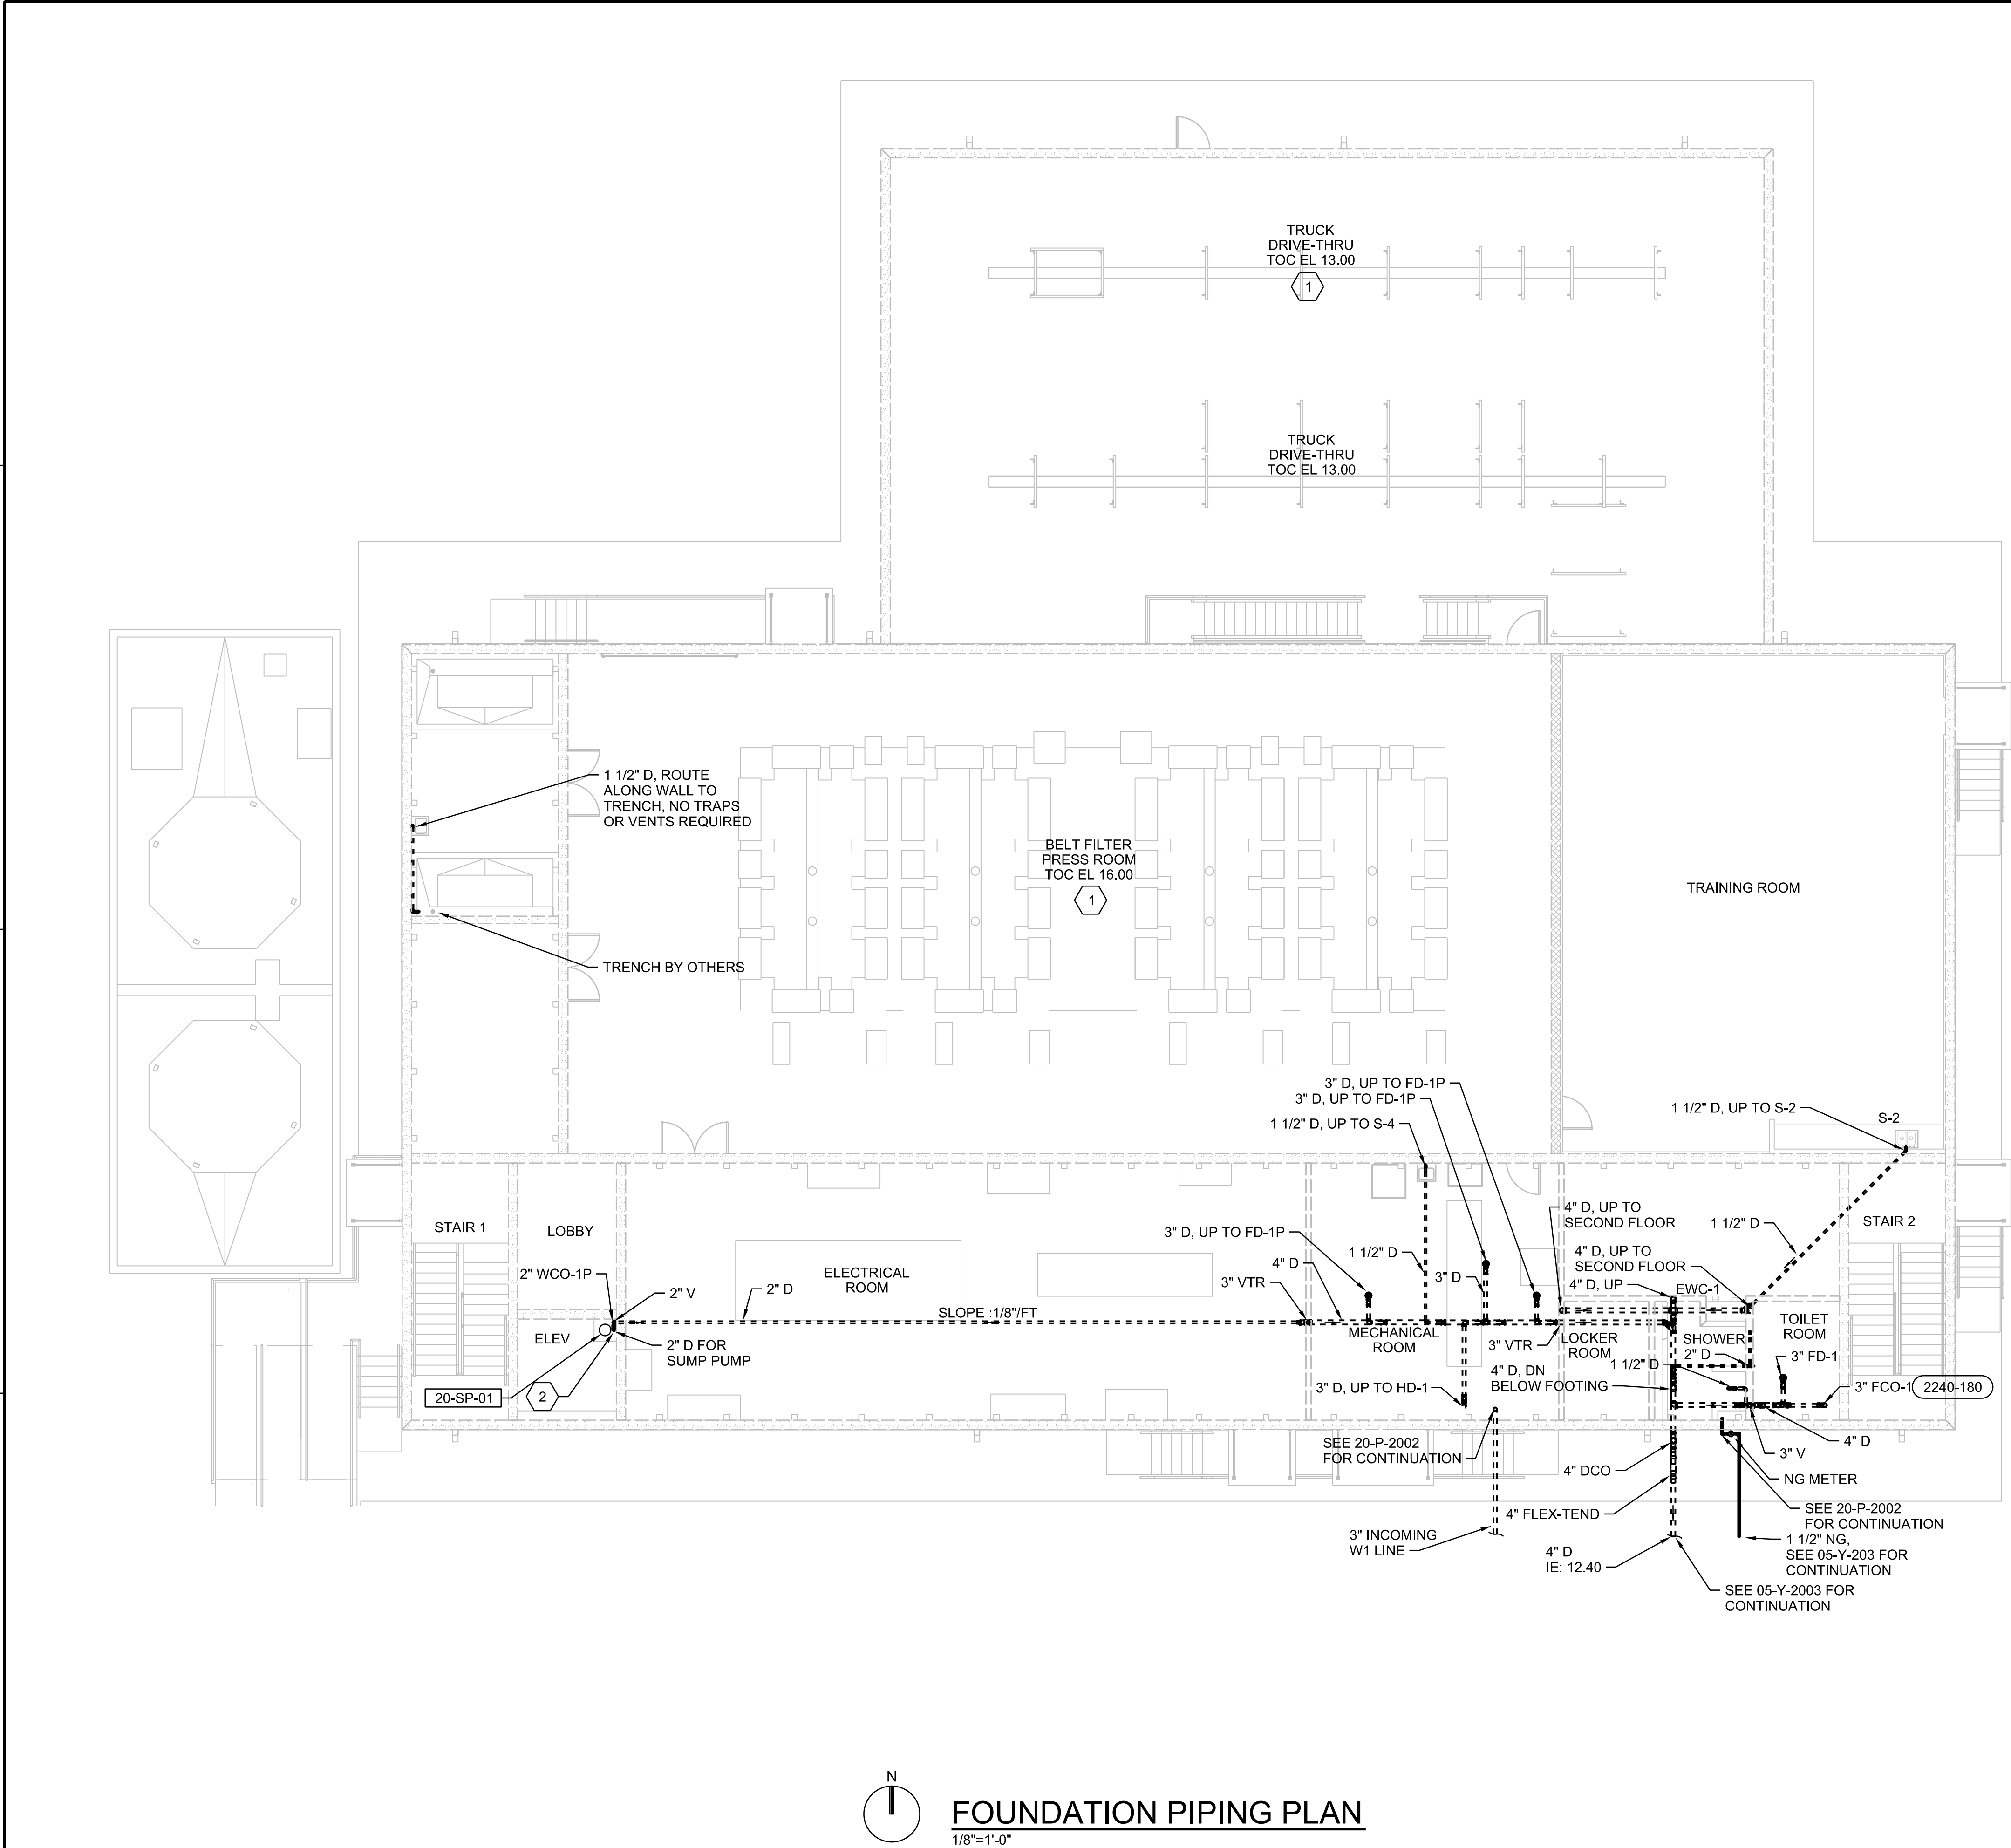 TRUCK
DRIVE-THRU
TOC EL 13.00
1
TRUCK
DRIVE-THRU
TOC EL 13.00
1 1/2" D, ROUTE
ALONG WALL TO
TRENCH, NO TRAPS
OR VENTS REQUIRED
BELT FILTER
PRESS ROOM
TOC EL 16.00
1
TRAINING ROOM
TRENCH BY OTHERS
3" D, UP TO FD-1P
3" D, UP TO FD-1P
1 1/2" D, UP TO S-4
1 1/2" D, UP TO S-2
S-2
STAIR 1
LOBBY
3" D, UP TO FD-1P
4" D, UP TO
SECOND FLOOR
1 1/2" D
STAIR 2
2" WCO-1P
2" V
2" D
ELECTRICAL
ROOM
SLOPE :1/8"/FT
3" VTR
4" D
1 1/2" D
3" D
4" D, UP TO
SECOND FLOOR
4" D, UP
EWC-1
ELEV
2" D FOR
SUMP PUMP
MECHANICAL
ROOM
3" VTR
LOCKER
ROOM
SHOWER
2" D
TOILET
ROOM
3" FD-1
1 1/2" D
4" D, DN
BELOW FOOTING
3" D, UP TO HD-1
3" FCO-1
2240-180
20-SP-01
2
SEE 20-P-2002
FOR CONTINUATION
4" DCO
4" D
3" V
NG METER
4" FLEX-TEND
SEE 20-P-2002
FOR CONTINUATION
3" INCOMING
W1 LINE
4" D
IE: 12.40
1 1/2" NG,
SEE 05-Y-203 FOR
CONTINUATION
SEE 05-Y-2003 FOR
CONTINUATION
N
FOUNDATION PIPING PLAN
1/8"=1'-0"